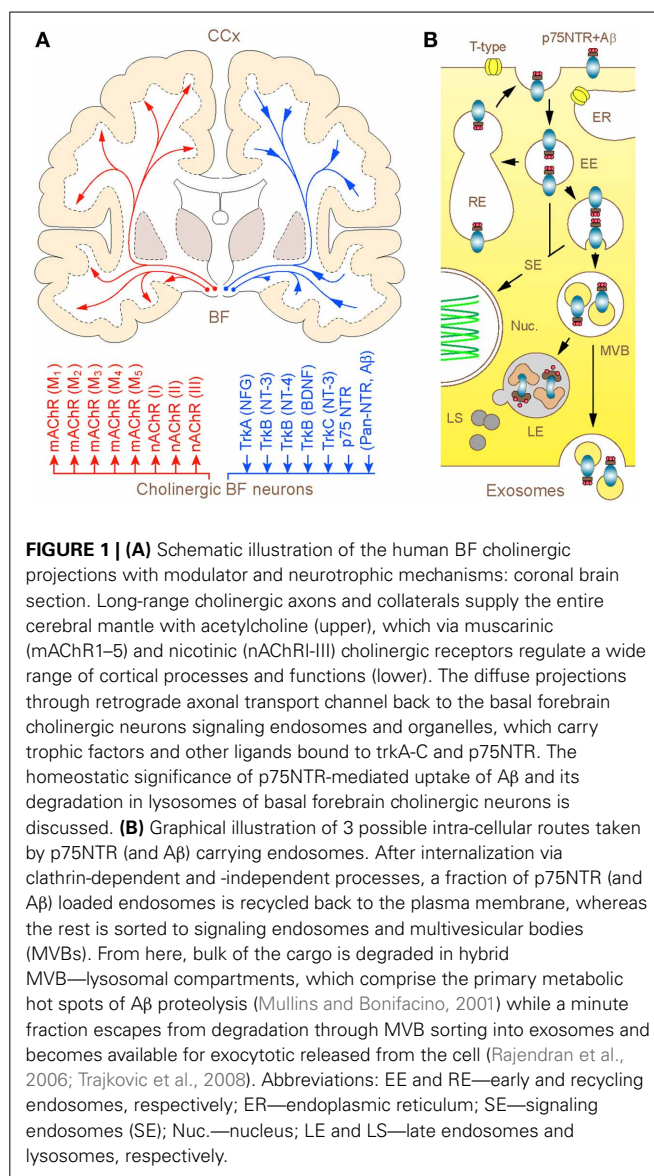 A
CCx
BF
mAChR (M1)
mAChR (M2)
mAChR (M3)
mAChR (M4)
mAChR (M5)
nAChR (I)
nAChR (II)
nAChR (III)
TrkA (NFG)
TrkB (NT-3)
TrkB (NT-4)
TrkB (BDNF)
TrkC (NT-3)
p75 NTR
(Pan-NTR, Aβ)
Cholinergic BF neurons
B
p75NTR+Aβ
T-type
ER
EE
RE
SE
Nuc.
MVB
LS
LE
Exosomes
FIGURE 1 | (A) Schematic illustration of the human BF cholinergic
projections with modulator and neurotrophic mechanisms: coronal brain
section. Long-range cholinergic axons and collaterals supply the entire
cerebral mantle with acetylcholine (upper), which via muscarinic
(mAChR1–5) and nicotinic (nAChRI-III) cholinergic receptors regulate a wide
range of cortical processes and functions (lower). The diffuse projections
through retrograde axonal transport channel back to the basal forebrain
cholinergic neurons signaling endosomes and organelles, which carry
trophic factors and other ligands bound to trkA-C and p75NTR. The
homeostatic significance of p75NTR-mediated uptake of Aβ and its
degradation in lysosomes of basal forebrain cholinergic neurons is
discussed. (B) Graphical illustration of 3 possible intra-cellular routes taken
by p75NTR (and Aβ) carrying endosomes. After internalization via
clathrin-dependent and -independent processes, a fraction of p75NTR (and
Aβ) loaded endosomes is recycled back to the plasma membrane, whereas
the rest is sorted to signaling endosomes and multivesicular bodies
(MVBs). From here, bulk of the cargo is degraded in hybrid
MVB—lysosomal compartments, which comprise the primary metabolic
hot spots of Aβ proteolysis (Mullins and Bonifacino, 2001) while a minute
fraction escapes from degradation through MVB sorting into exosomes and
becomes available for exocytotic released from the cell (Rajendran et al.,
2006; Trajkovic et al., 2008). Abbreviations: EE and RE—early and recycling
endosomes, respectively; ER—endoplasmic reticulum; SE—signaling
endosomes (SE); Nuc.—nucleus; LE and LS—late endosomes and
lysosomes, respectively.